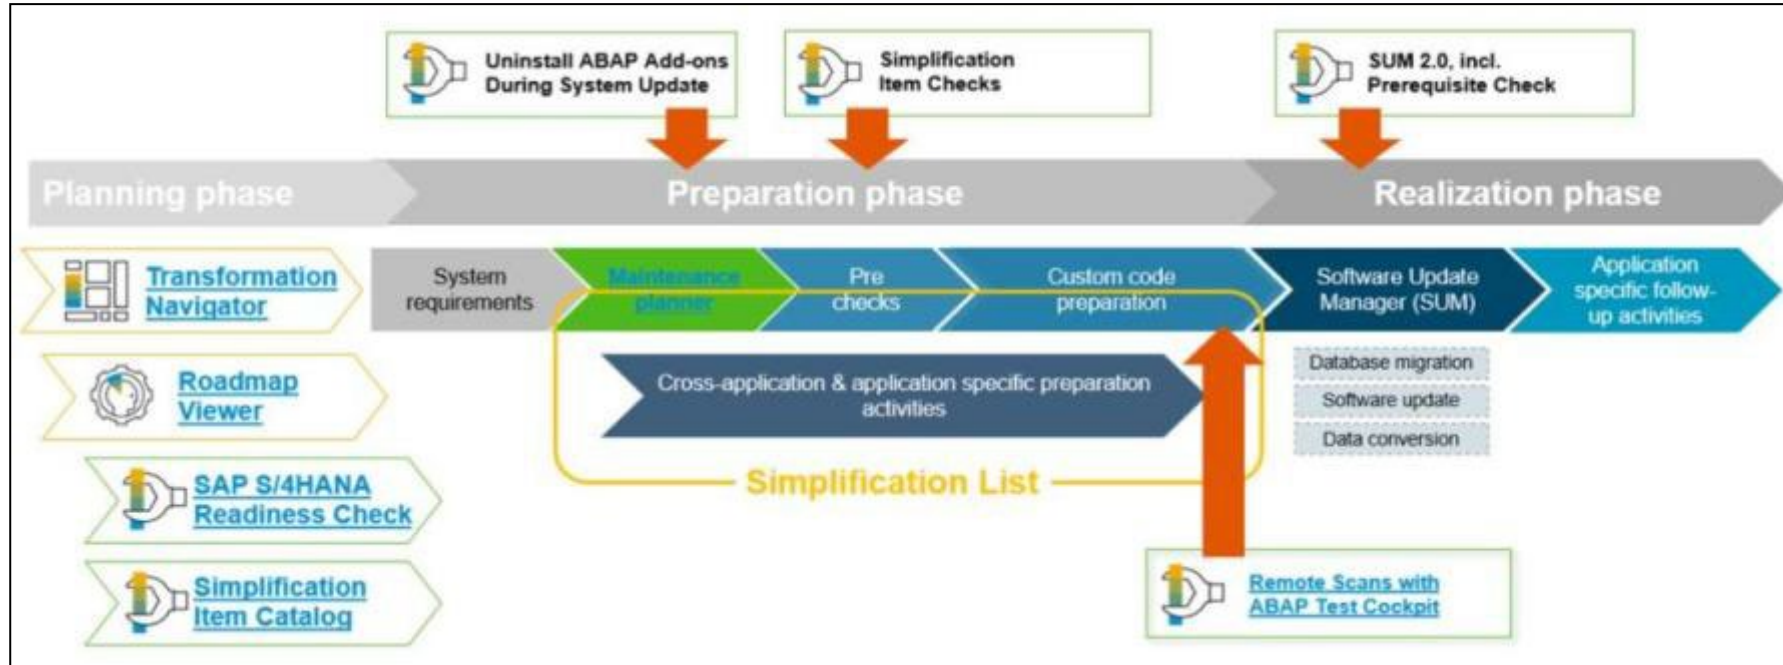 Uninstall ABAP Add-ons
During System Update
Simplification
Item Checks
SUM 2.0, incl.
Prerequisite Check
Planning phase
Preparation phase
Realization phase
Transformation
Navigator
System
requirements
Maintenance
planner
Pre
checks
Custom code
preparation
Software Update
Manager (SUM)
Application
specific follow-
up activities
Roadmap
Viewer
Cross-application & application specific preparation
activities
Database migration
Software update
Data conversion
Simplification List
SAP S/4HANA
Readiness Check
Simplification
Item Catalog
Remote Scans with
ABAP Test Cockpit